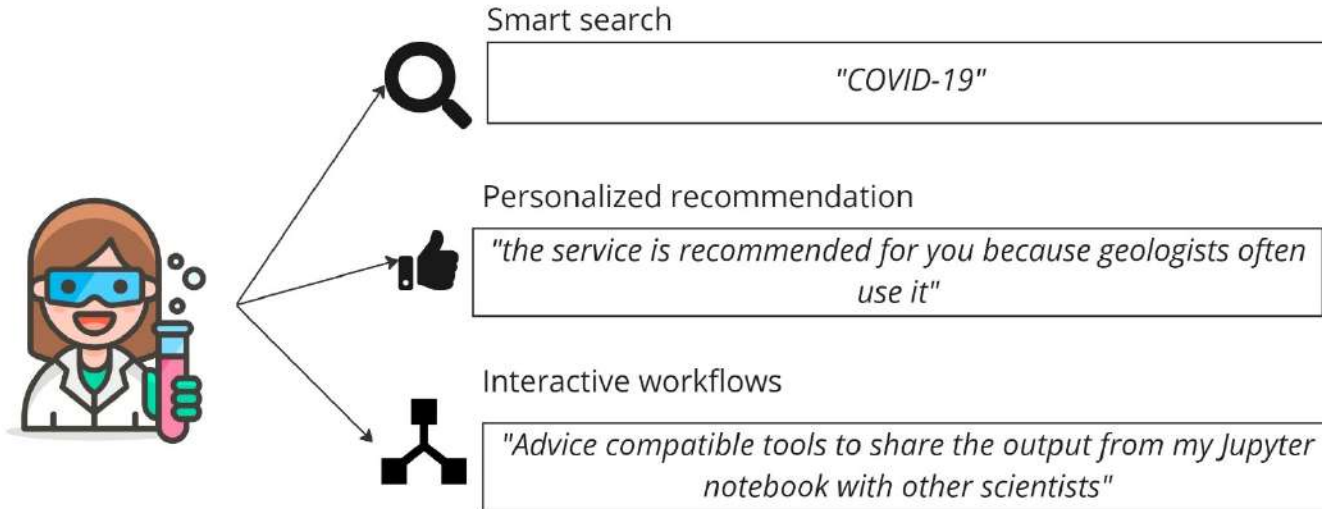 Smart search
"COVID-19"
Personalized recommendation
"the service is recommended for you because geologists often
use it"
Interactive workflows
"Advice compatible tools to share the output from my Jupyter
notebook with other scientists"